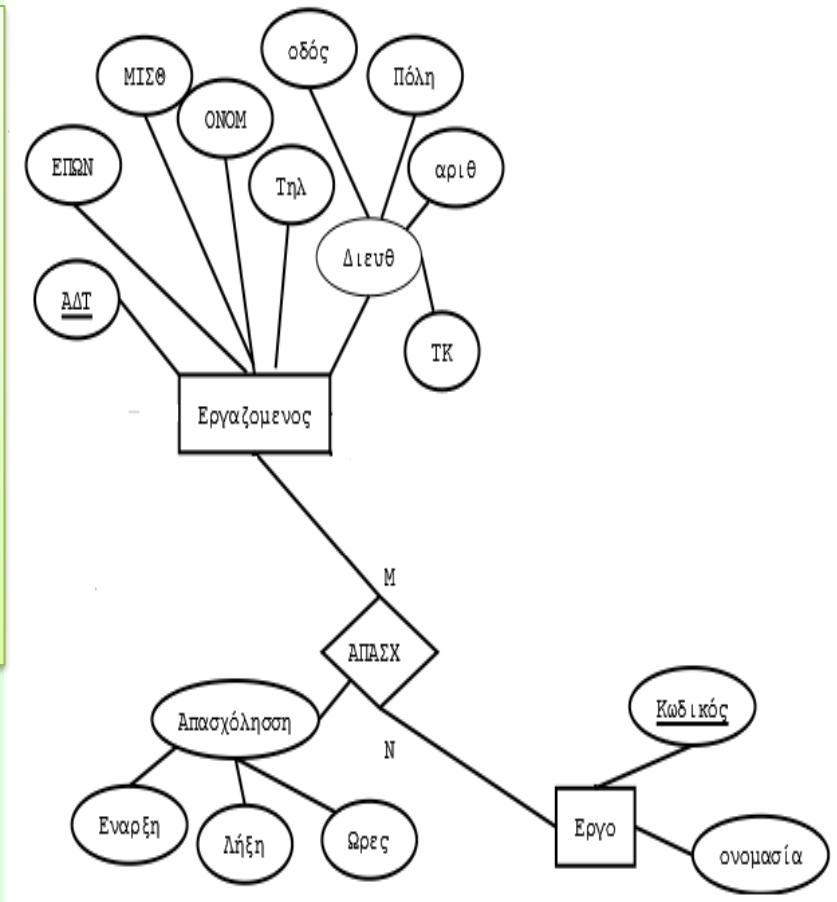 οδός
ΜΙΣΘ
Πόλη
ΟΝΟΜ
ΕΠΩΝ
Τηλ
αριθ
Διευθ
ΑΔΤ
ΤΚ
Εργαζομενος
Μ
ΑΠΑΣΧ
Απασχόλησση
Κωδικός
Ν
Εναρξη
Λήξη
Ωρες
Εργο
ονομασία